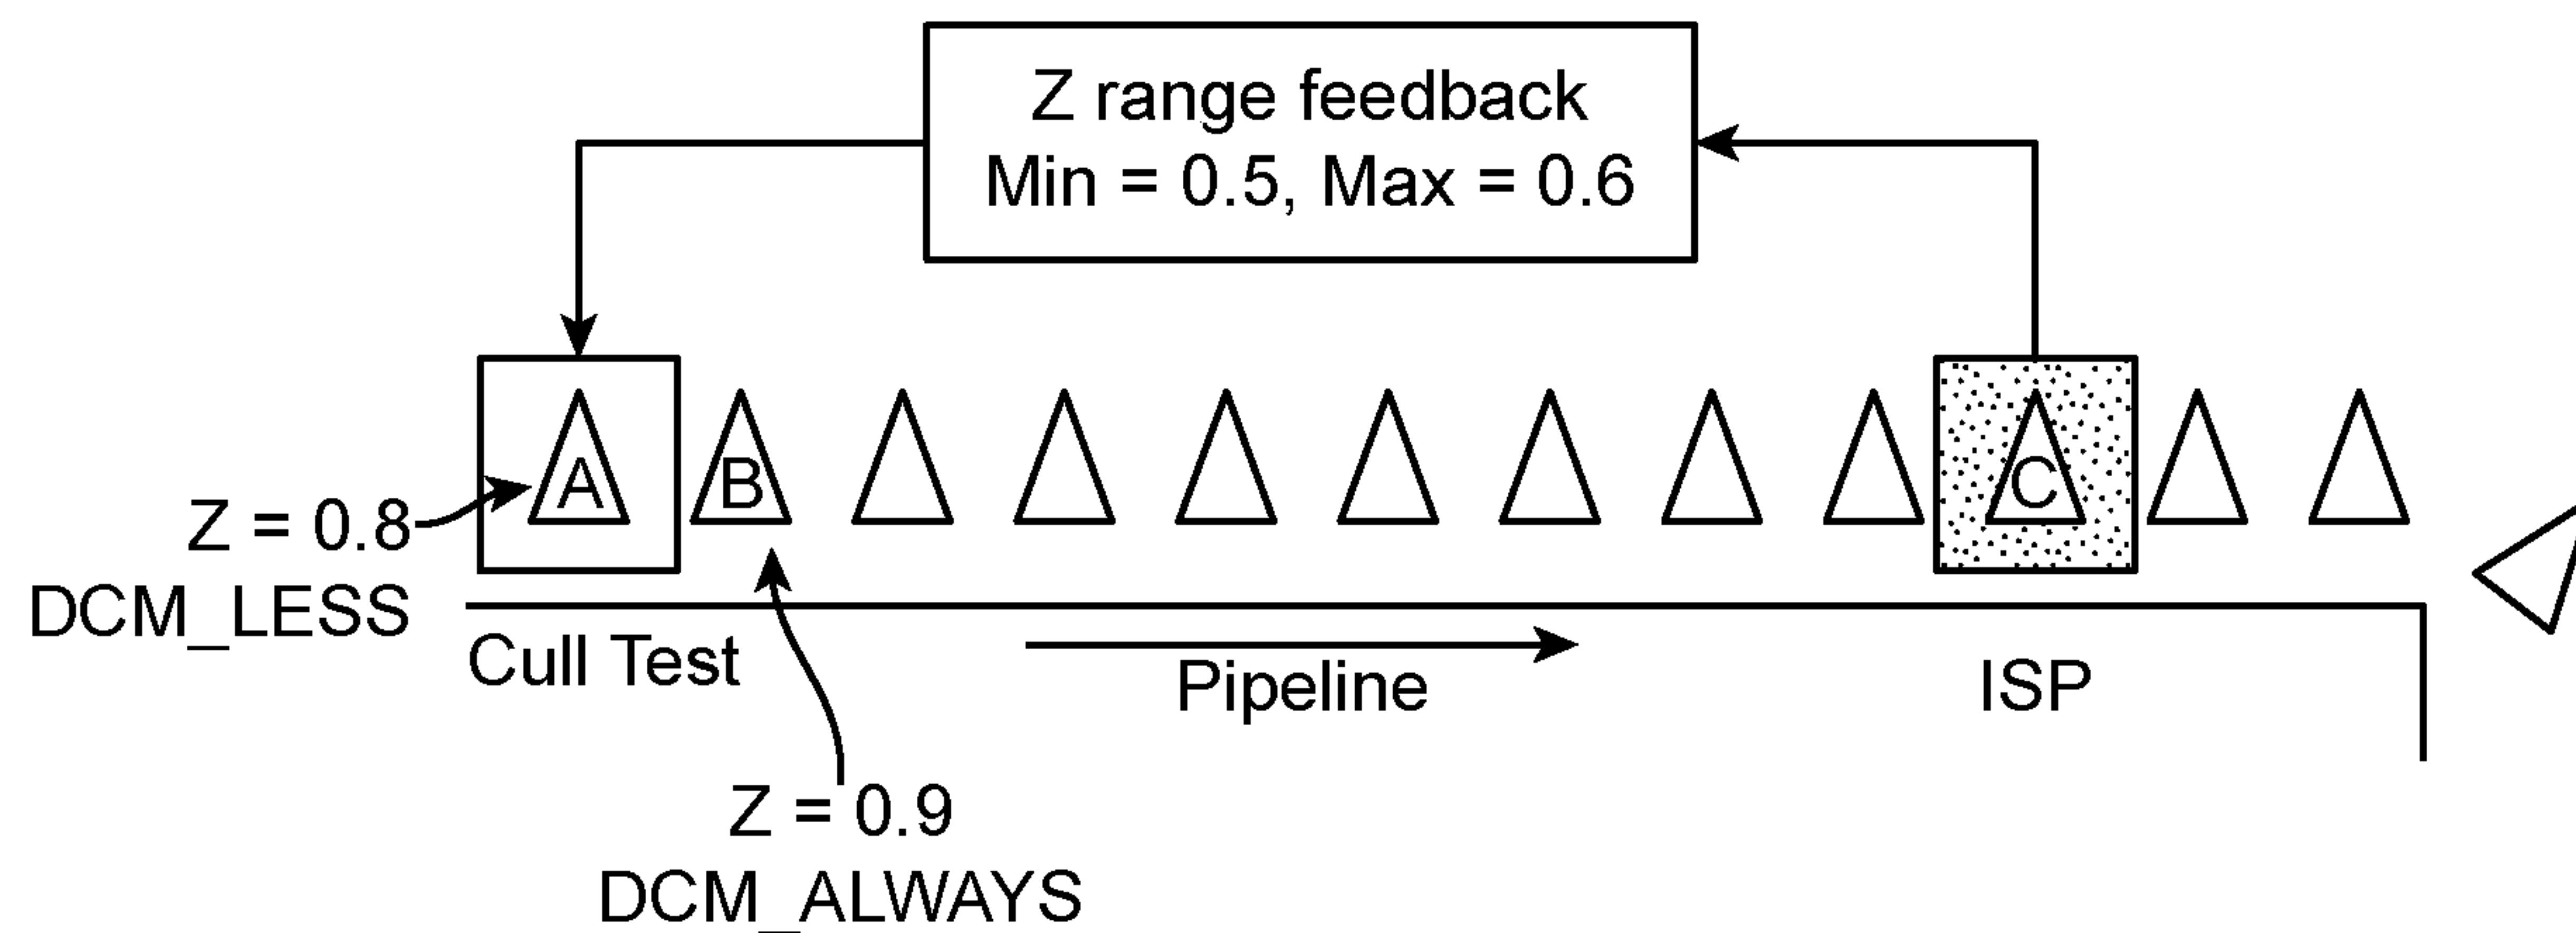 Z range feedback
Min = 0.5, Max = 0.6
A
B
C
Z = 0.8
DCM_LESS
Cull Test
Pipeline
ISP
Z = 0.9
DCM_ALWAYS